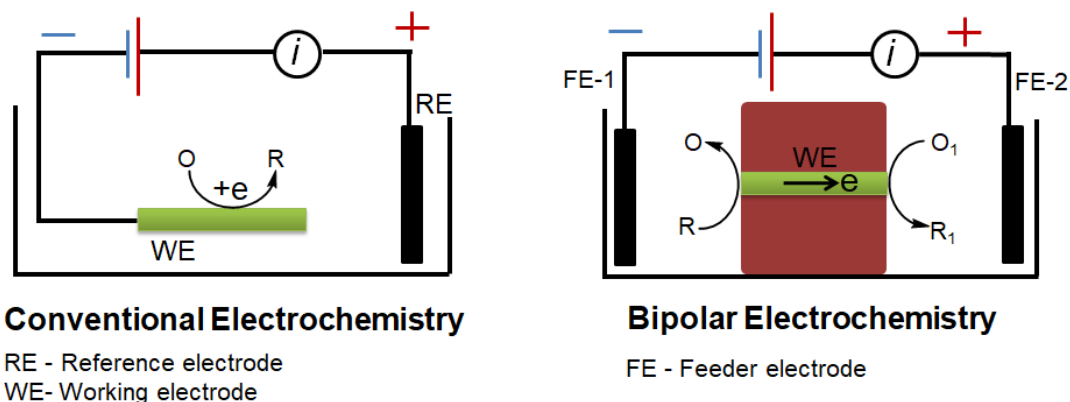 — +
i
RE
O R
+e
WE
Conventional Electrochemistry
RE - Reference electrode
WE- Working electrode
— +
i
FE-1
FE-2
O
WE
O₁
e
R
R₁
Bipolar Electrochemistry
FE - Feeder electrode